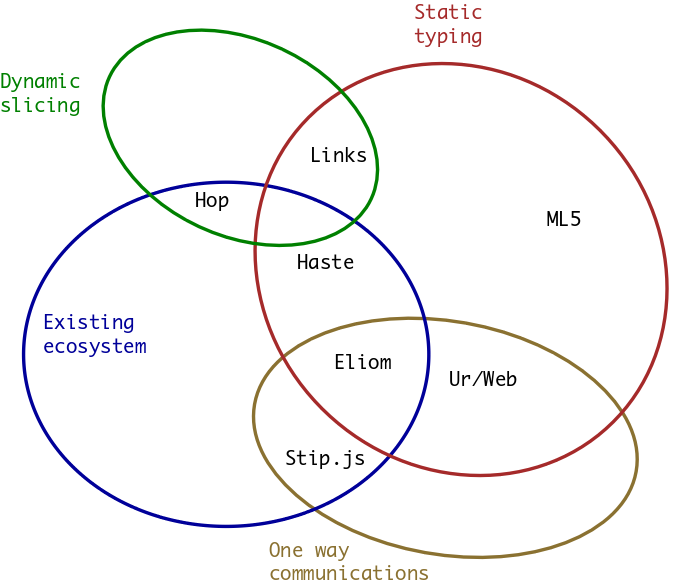 Static
typing
Dynamic
slicing
Links
Hop
ML5
Haste
Existing
ecosystem
Eliom
Ur/Web
Stip.js
One way
communications